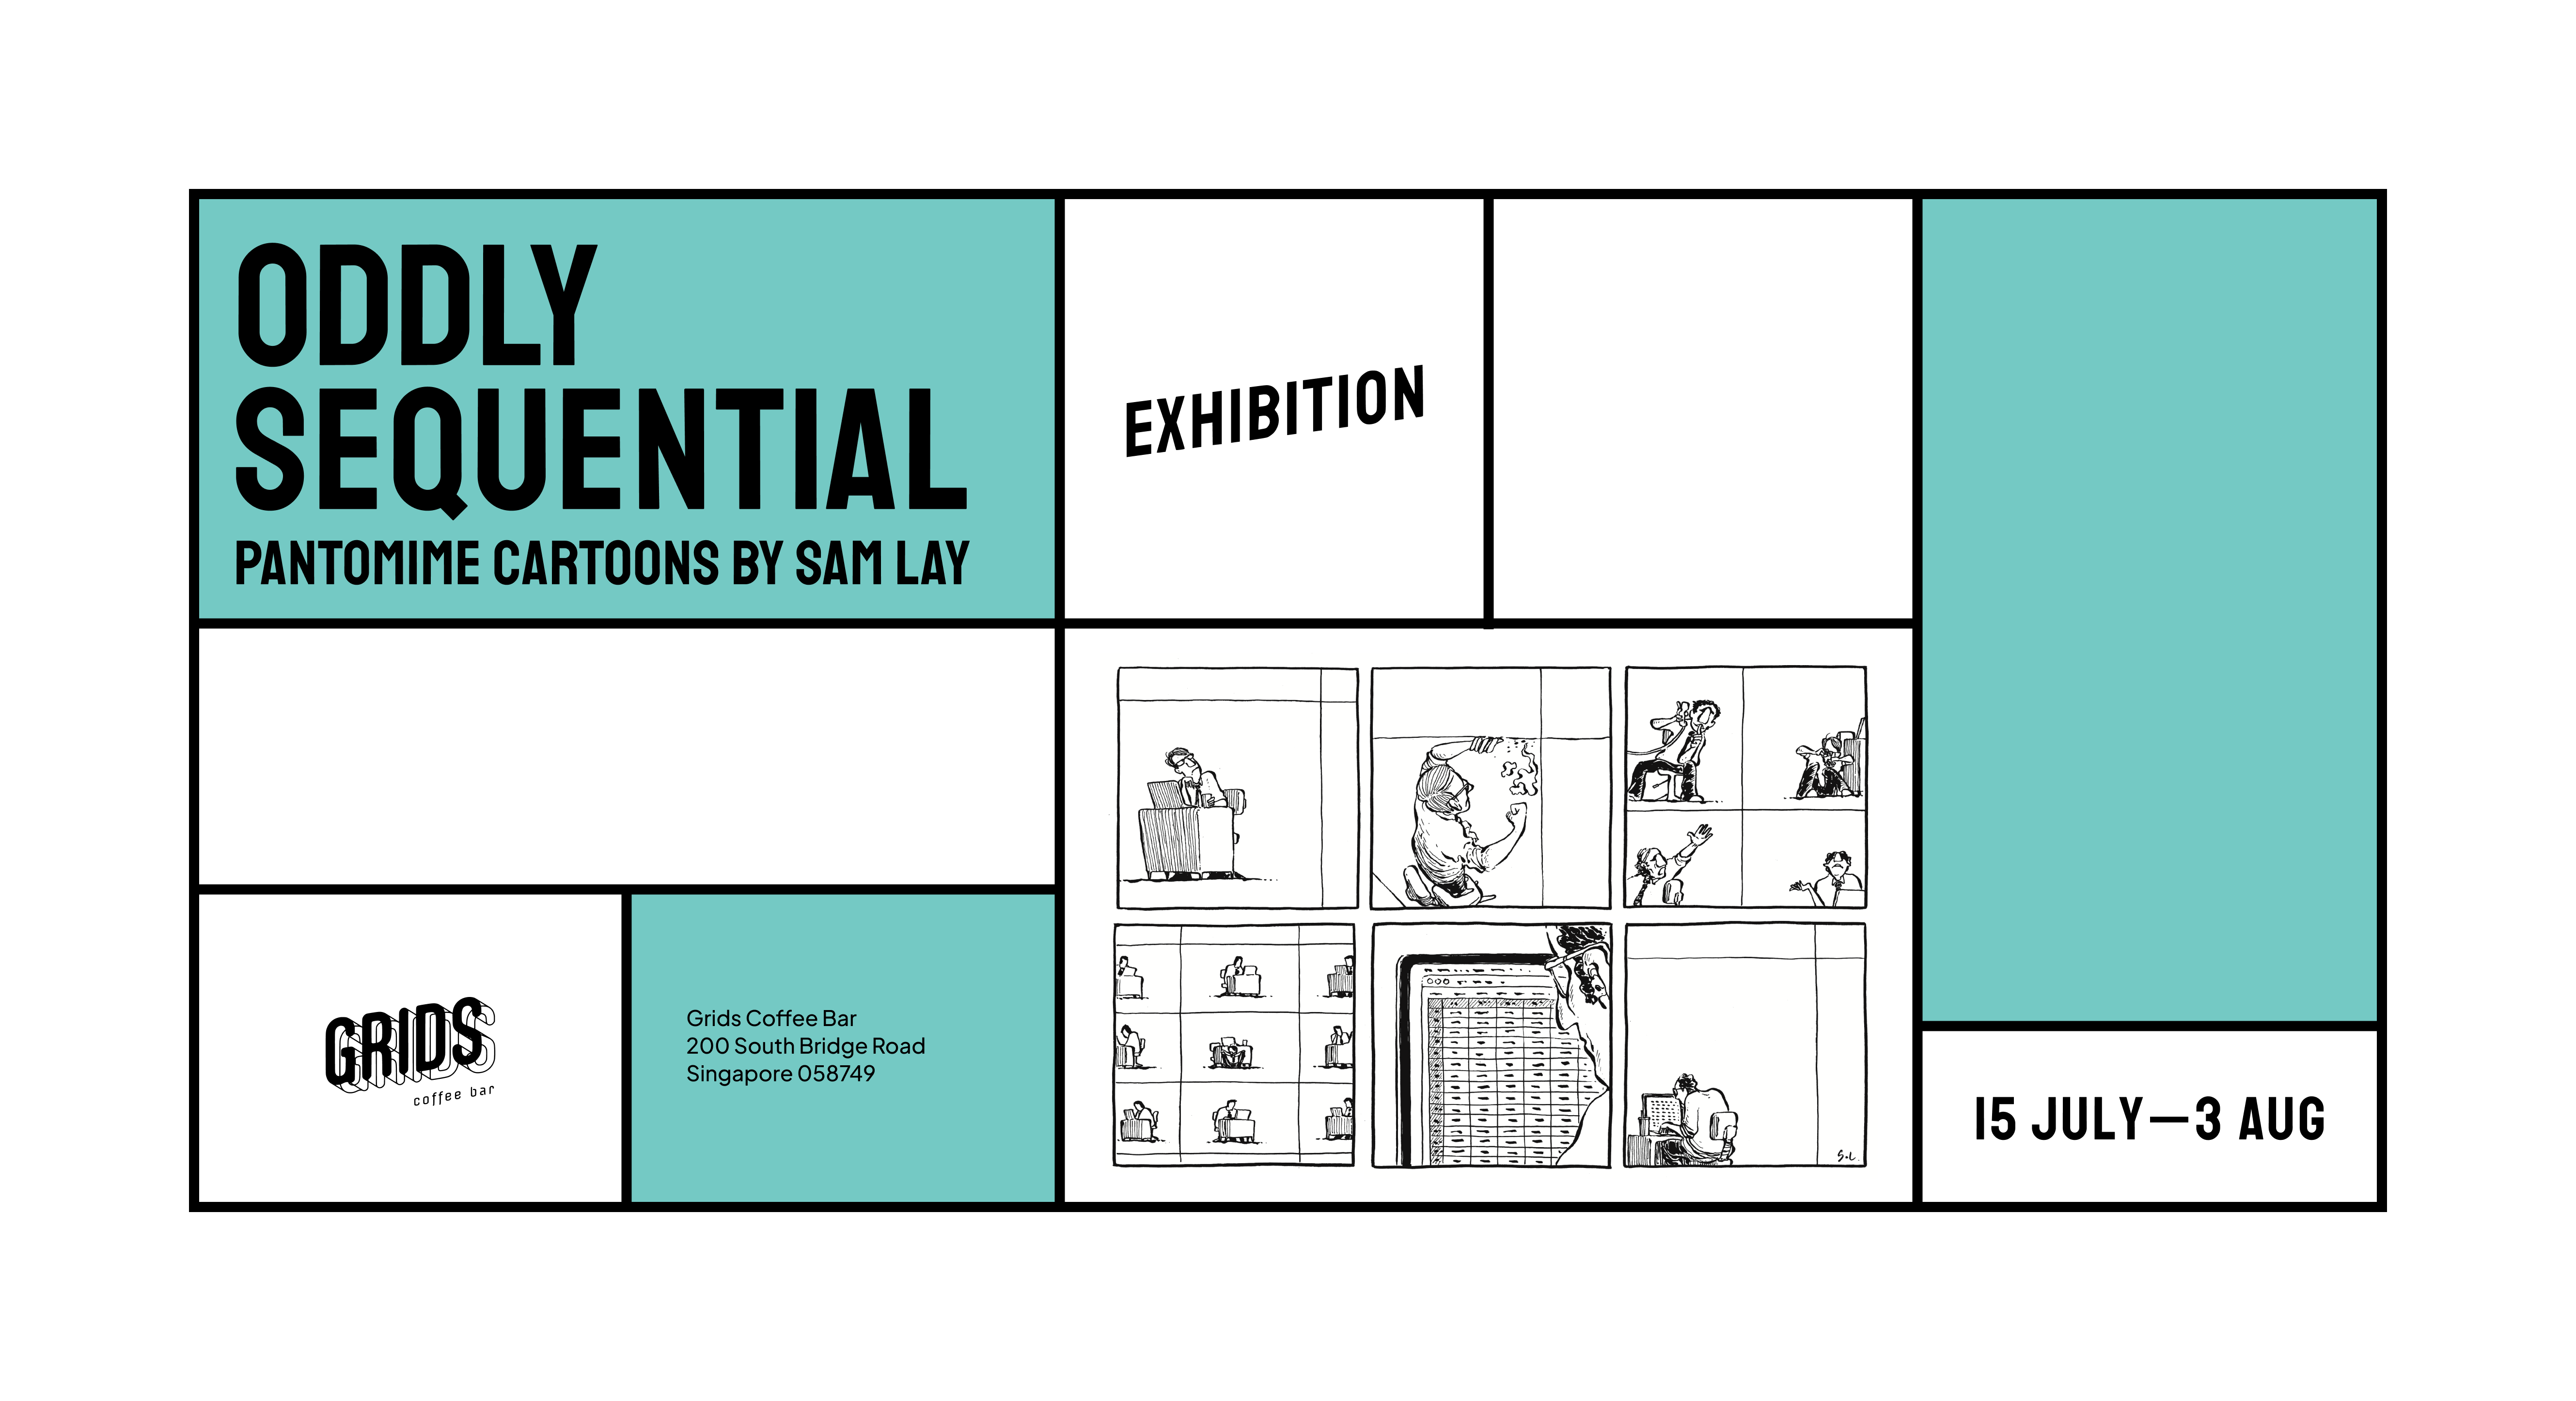 ODDLY
SEQUENTIAL
PANTOMIME CARTOONS BY SAM LAY
EXHIBITION
GRIDS
coffee bar
Grids Coffee Bar
200 South Bridge Road
Singapore 058749
S.L.
15 JULY—3 AUG